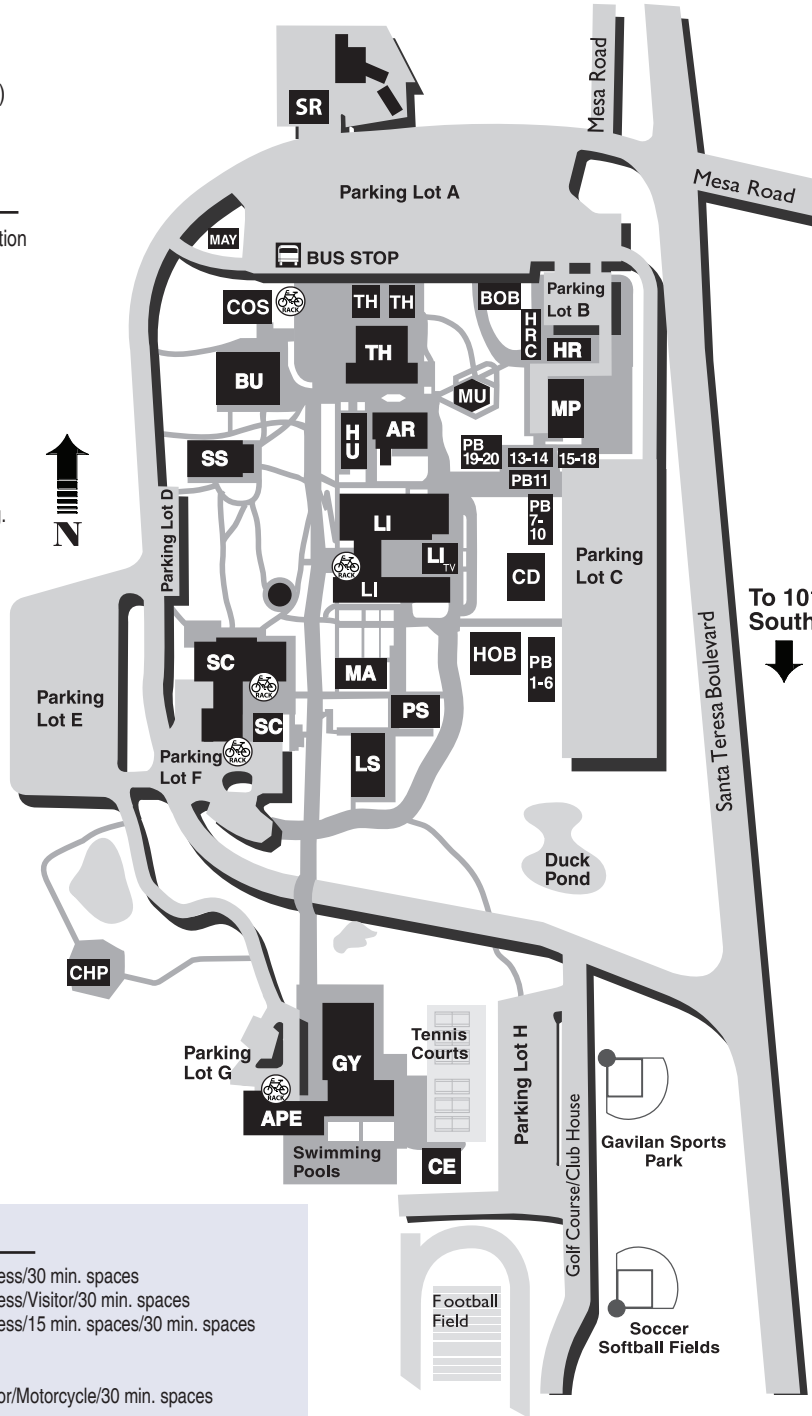 )
SR
Mesa Road
Parking Lot A
Mesa Road
MAY
BUS STOP
COS
RACK
TH
TH
BOB
Parking
Lot B
HRC
HR
TH
BU
MU
MP
HU
AR
SS
PB
19-20
13-14
15-18
PB11
N
Parking Lot D
LI
PB
7-
10
LI
TV
RACK
LI
CD
Parking
Lot C
To 101
South
SC
MA
HOB
PB
1-6
RACK
Parking
Lot E
SC
PS
RACK
Parking
Lot F
LS
Santa Teresa Boulevard
Duck
Pond
CHP
Parking
Lot G
GY
Tennis
Courts
Parking Lot H
RACK
APE
Gavilan Sports
Park
Swimming
Pools
CE
Golf Course/Club House
ess/30 min. spaces
ess/Visitor/30 min. spaces
ess/15 min. spaces/30 min. spaces
or/Motorcycle/30 min. spaces
Football
Field
Soccer
Softball Fields